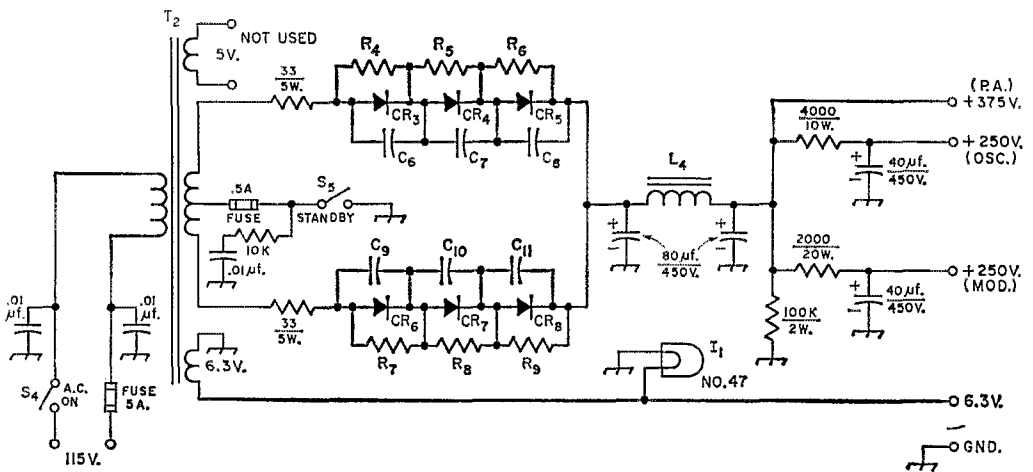 T2
NOT USED
5V.
33
5W.
R4
R5
R6
CR3
CR4
CR5
C6
C7
C8
.5A
FUSE
S5
STANDBY
10K
.01µf.
C9
C10
C11
33
5W.
CR6
CR7
CR8
R7
R8
R9
L4
80µf.
450V.
(P.A.)
+375V.
4000
10W.
+250V.
(OSC.)
40µf.
450V.
2000
20W.
+250V.
(MOD.)
40µf.
450V.
100K
2W.
.01
µf.
.01
µf.
6.3V.
I1
NO.47
S4
A.C.
ON
FUSE
5A.
115V.
6.3V.
GND.